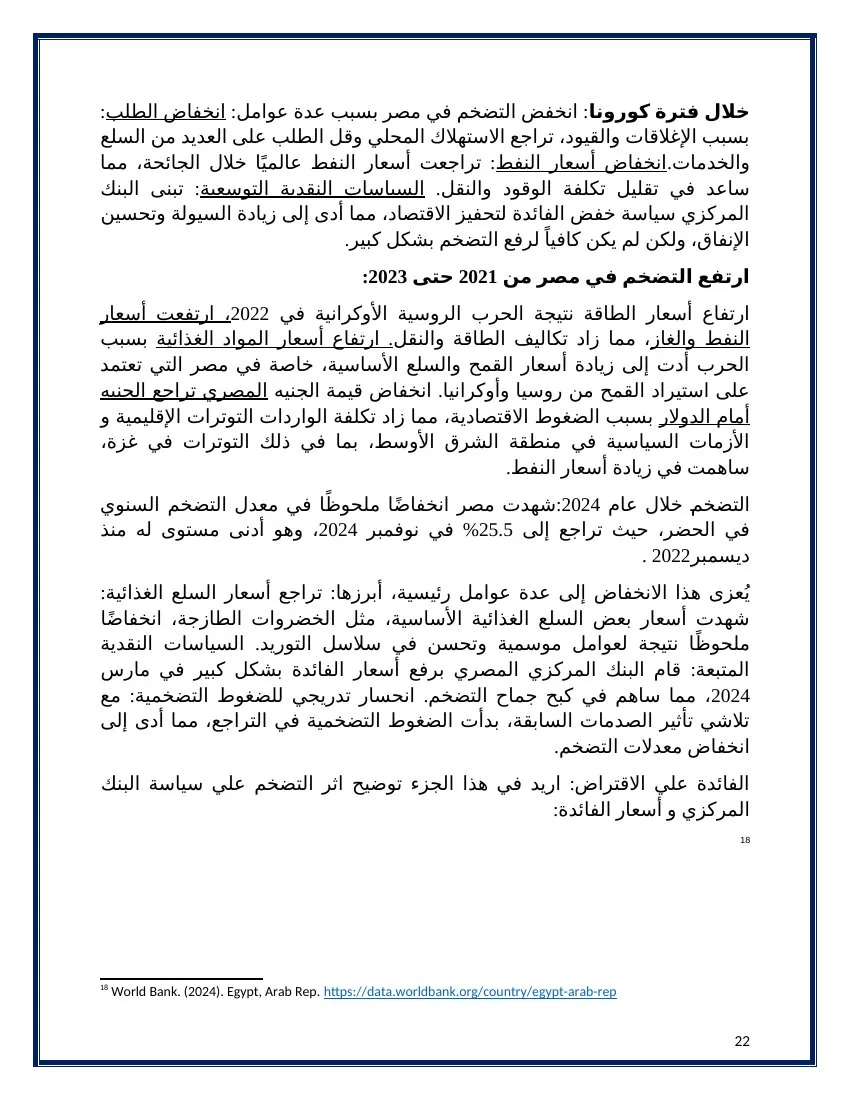 خلال فترة كورونا: انخفض التضخم في مصر بسبب عدة عوامل: انخفاض الطلب:
بسبب الإغلاقات والقيود، تراجع الاستهلاك المحلي وقل الطلب على العديد من السلع
والخدمات.انخفاض أسعار النفط: تراجعت أسعار النفط عالميًا خلال الجائحة، مما
ساعد في تقليل تكلفة الوقود والنقل. السياسات النقدية التوسعية: تبنى البنك
المركزي سياسة خفض الفائدة لتحفيز الاقتصاد، مما أدى إلى زيادة السيولة وتحسين
الإنفاق، ولكن لم يكن كافياً لرفع التضخم بشكل كبير.
ارتفع التضخم في مصر من 2021 حتى 2023:
ارتفاع أسعار الطاقة نتيجة الحرب الروسية الأوكرانية في 2022، ارتفعت أسعار
النفط والغاز، مما زاد تكاليف الطاقة والنقل. ارتفاع أسعار المواد الغذائية بسبب
الحرب أدت إلى زيادة أسعار القمح والسلع الأساسية، خاصة في مصر التي تعتمد
على استيراد القمح من روسيا وأوكرانيا. انخفاض قيمة الجنيه المصري تراجع الجنيه
أمام الدولار بسبب الضغوط الاقتصادية، مما زاد تكلفة الواردات التوترات الإقليمية و
الأزمات السياسية في منطقة الشرق الأوسط، بما في ذلك التوترات في غزة،
ساهمت في زيادة أسعار النفط.
التضخم خلال عام 2024:شهدت مصر انخفاضًا ملحوظًا في معدل التضخم السنوي
في الحضر، حيث تراجع إلى 25.5% في نوفمبر 2024، وهو أدنى مستوى له منذ
ديسمبر2022 .
يُعزى هذا الانخفاض إلى عدة عوامل رئيسية، أبرزها: تراجع أسعار السلع الغذائية:
شهدت أسعار بعض السلع الغذائية الأساسية، مثل الخضروات الطازجة، انخفاضًا
ملحوظًا نتيجة لعوامل موسمية وتحسن في سلاسل التوريد. السياسات النقدية
المتبعة: قام البنك المركزي المصري برفع أسعار الفائدة بشكل كبير في مارس
2024، مما ساهم في كبح جماح التضخم. انحسار تدريجي للضغوط التضخمية: مع
تلاشي تأثير الصدمات السابقة، بدأت الضغوط التضخمية في التراجع، مما أدى إلى
انخفاض معدلات التضخم.
الفائدة علي الاقتراض: اريد في هذا الجزء توضيح اثر التضخم علي سياسة البنك
المركزي و أسعار الفائدة:
18
18 World Bank. (2024). Egypt, Arab Rep. https://data.worldbank.org/country/egypt-arab-rep
22